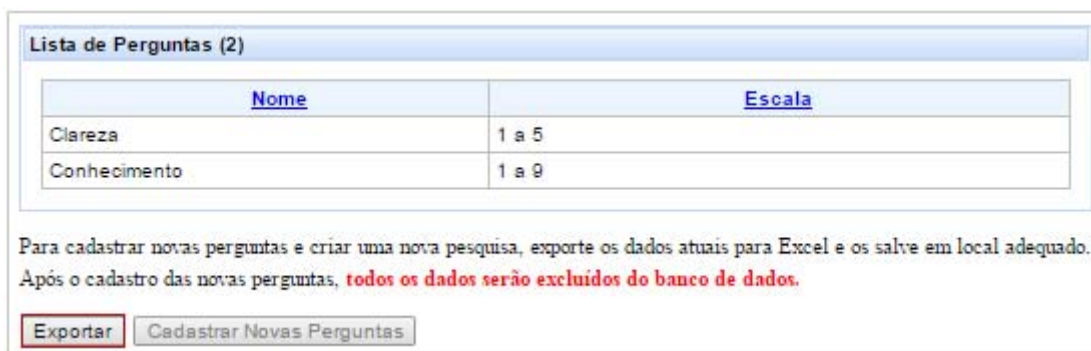 Lista de Perguntas (2)
Nome Escala
Clareza 1 a 5
Conhecimento 1 a 9
Para cadastrar novas perguntas e criar uma nova pesquisa, exporte os dados atuais para Excel e os salve em local adequado.
Após o cadastro das novas perguntas, todos os dados serão excluídos do banco de dados.
Exportar Cadastrar Novas Perguntas